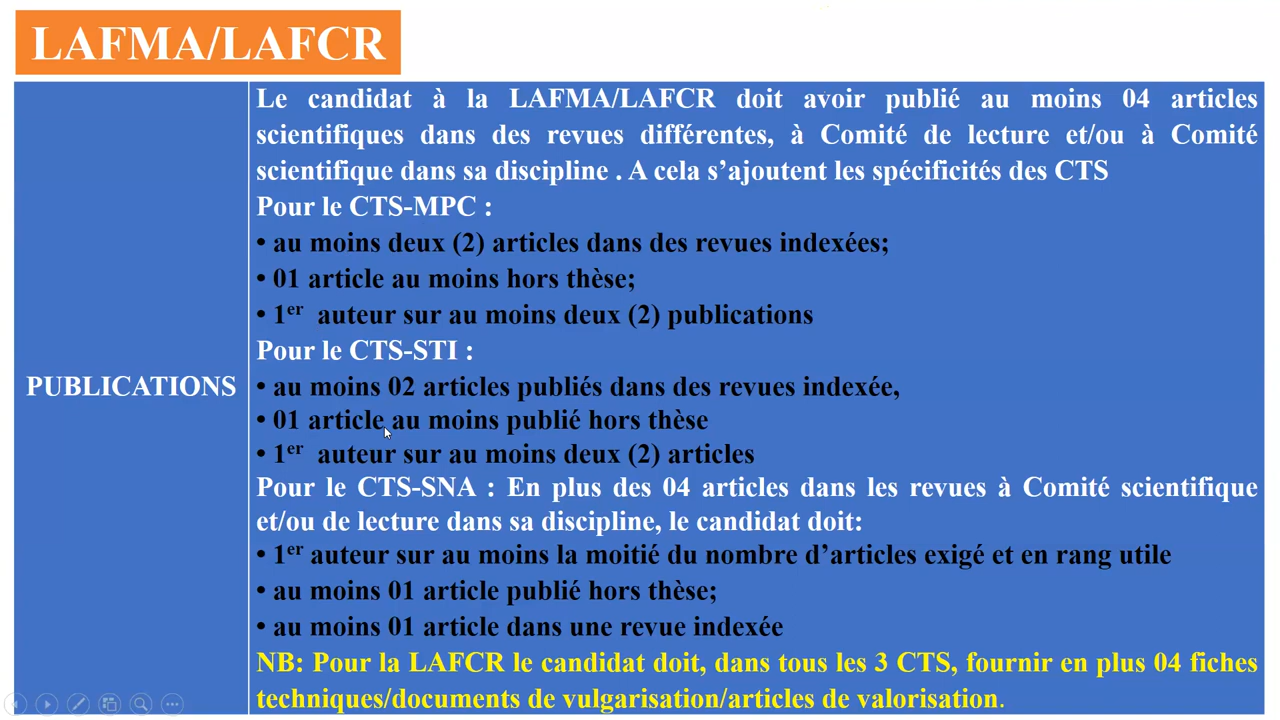 LAFMA/LAFCR
PUBLICATIONS
Le candidat à la LAFMA/LAFCR doit avoir publié au moins 04 articles
scientifiques dans des revues différentes, à Comité de lecture et/ou à Comité
scientifique dans sa discipline . A cela s’ajoutent les spécificités des CTS
Pour le CTS-MPC :
• au moins deux (2) articles dans des revues indexées;
• 01 article au moins hors thèse;
• 1er auteur sur au moins deux (2) publications
Pour le CTS-STI :
• au moins 02 articles publiés dans des revues indexée,
• 01 article au moins publié hors thèse
• 1er auteur sur au moins deux (2) articles
Pour le CTS-SNA : En plus des 04 articles dans les revues à Comité scientifique
et/ou de lecture dans sa discipline, le candidat doit:
• 1er auteur sur au moins la moitié du nombre d’articles exigé et en rang utile
• au moins 01 article publié hors thèse;
• au moins 01 article dans une revue indexée
NB: Pour la LAFCR le candidat doit, dans tous les 3 CTS, fournir en plus 04 fiches
techniques/documents de vulgarisation/articles de valorisation.